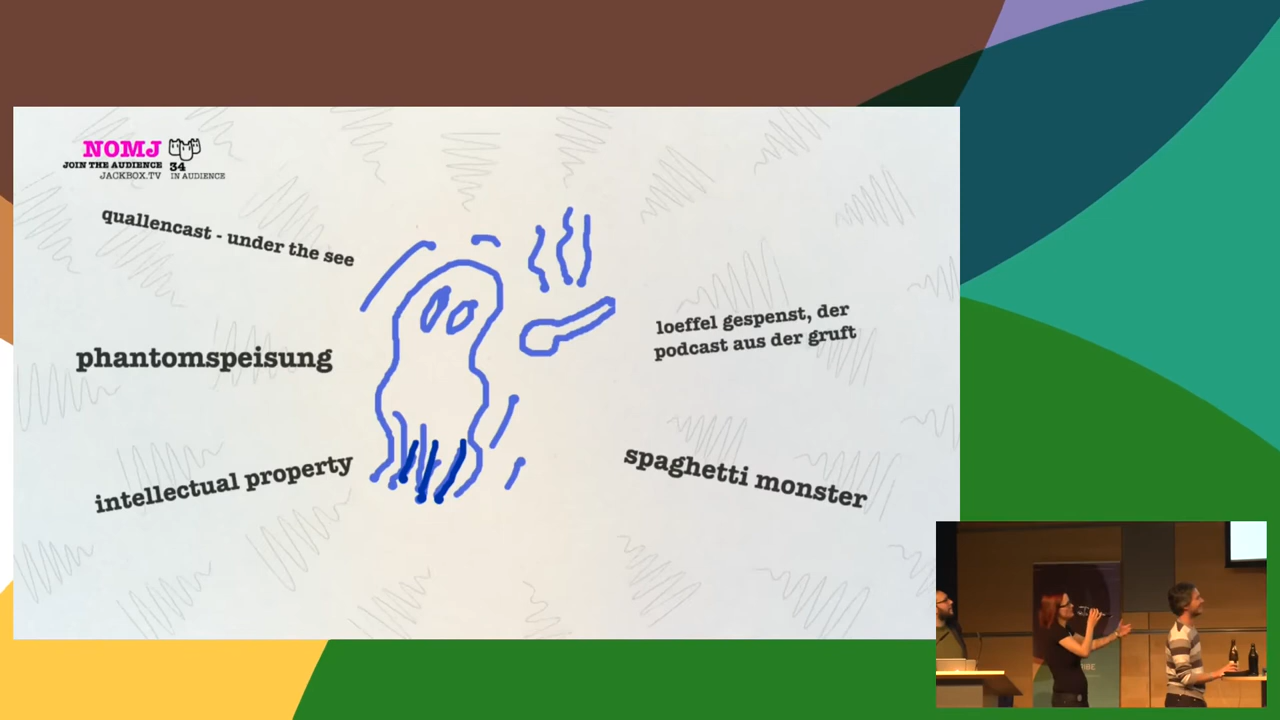 NOMJ
JOIN THE AUDIENCE
JACKBOX.TV
34
IN AUDIENCE
quallencast - under the see
phantomspeisung
intellectual property
loeffel gespenst, der
podcast aus der gruft
spaghetti monster